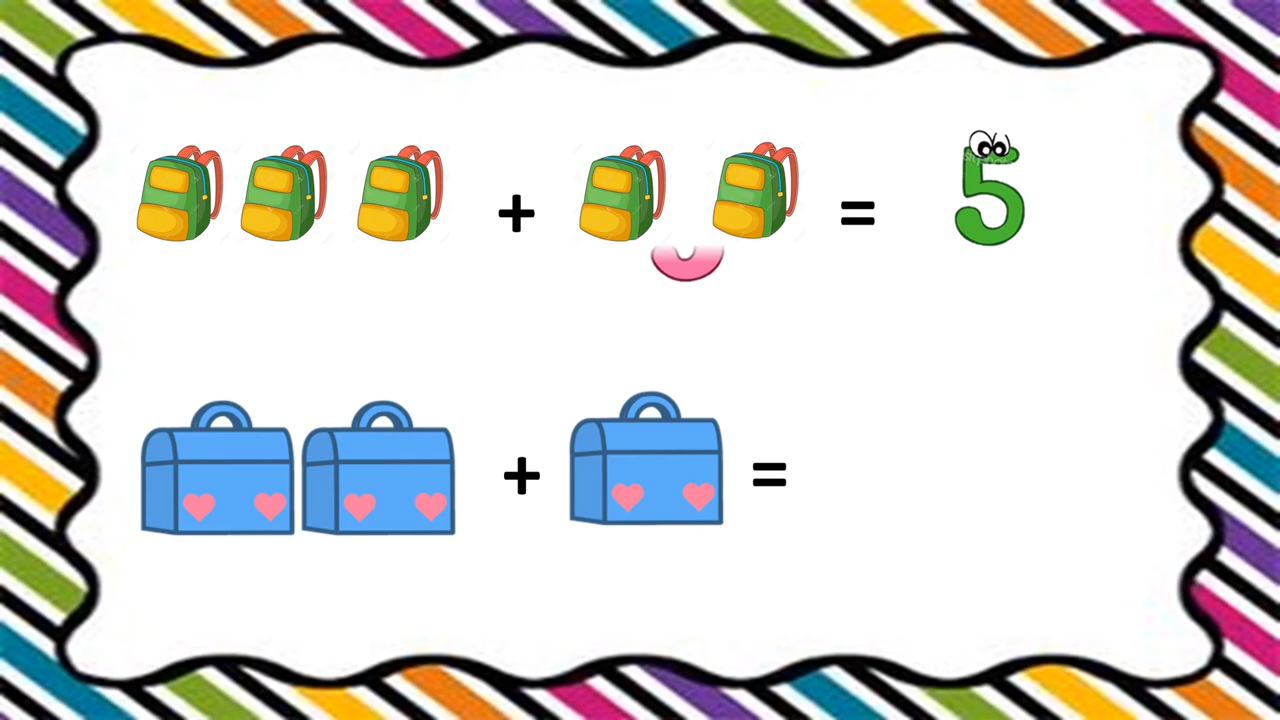 + = 5
+ =